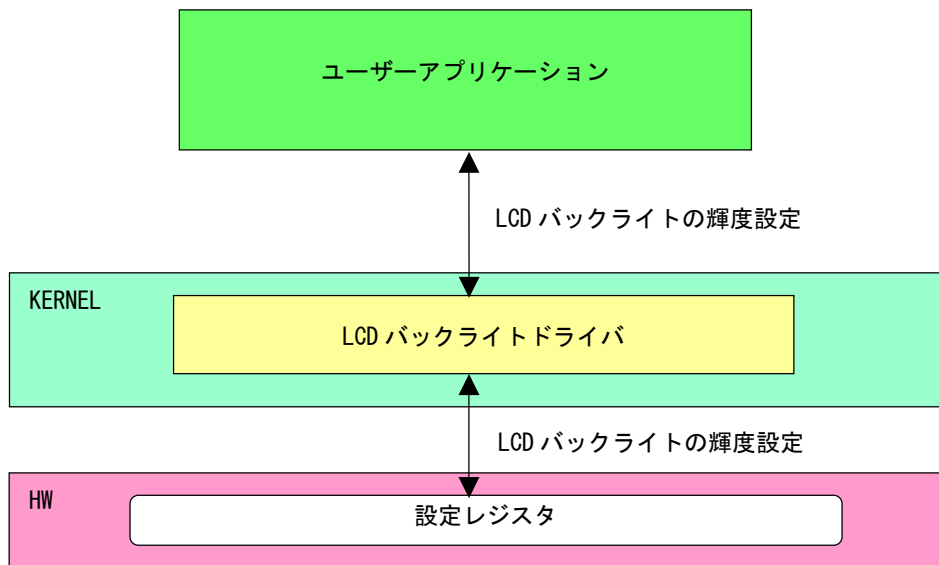 ユーザーアプリケーション
LCD バックライトの輝度設定
KERNEL
LCD バックライトドライバ
LCD バックライトの輝度設定
HW
設定レジスタ